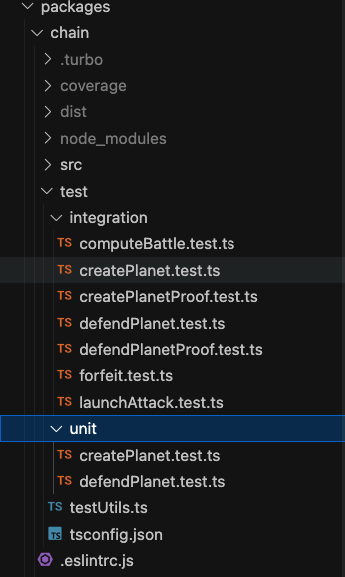 packages
chain
.turbo
coverage
dist
node_modules
src
test
integration
TS computeBattle.test.ts
TS createPlanet.test.ts
TS createPlanetProof.test.ts
TS defendPlanet.test.ts
TS defendPlanetProof.test.ts
TS forfeit.test.ts
TS launchAttack.test.ts
unit
TS createPlanet.test.ts
TS defendPlanet.test.ts
TS testUtils.ts
TS tsconfig.json
.eslintrc.js